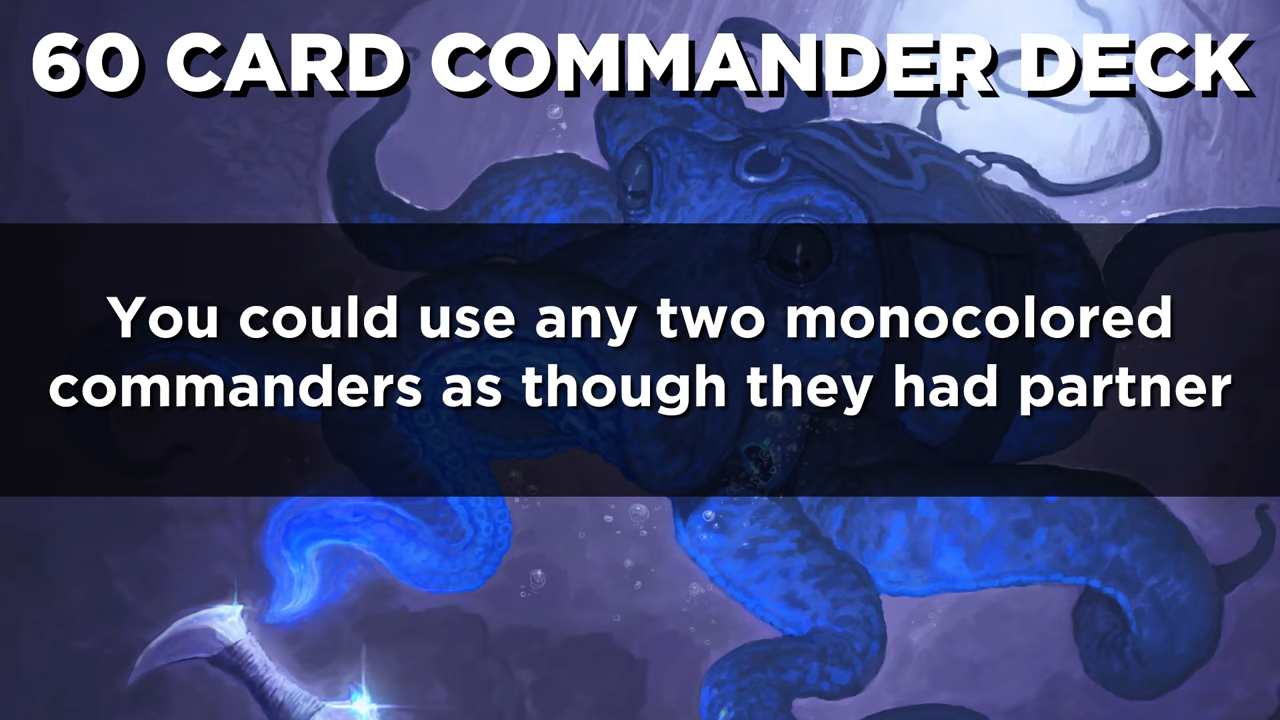 60 CARD COMMANDER DECK
You could use any two monocolored
commanders as though they had partner